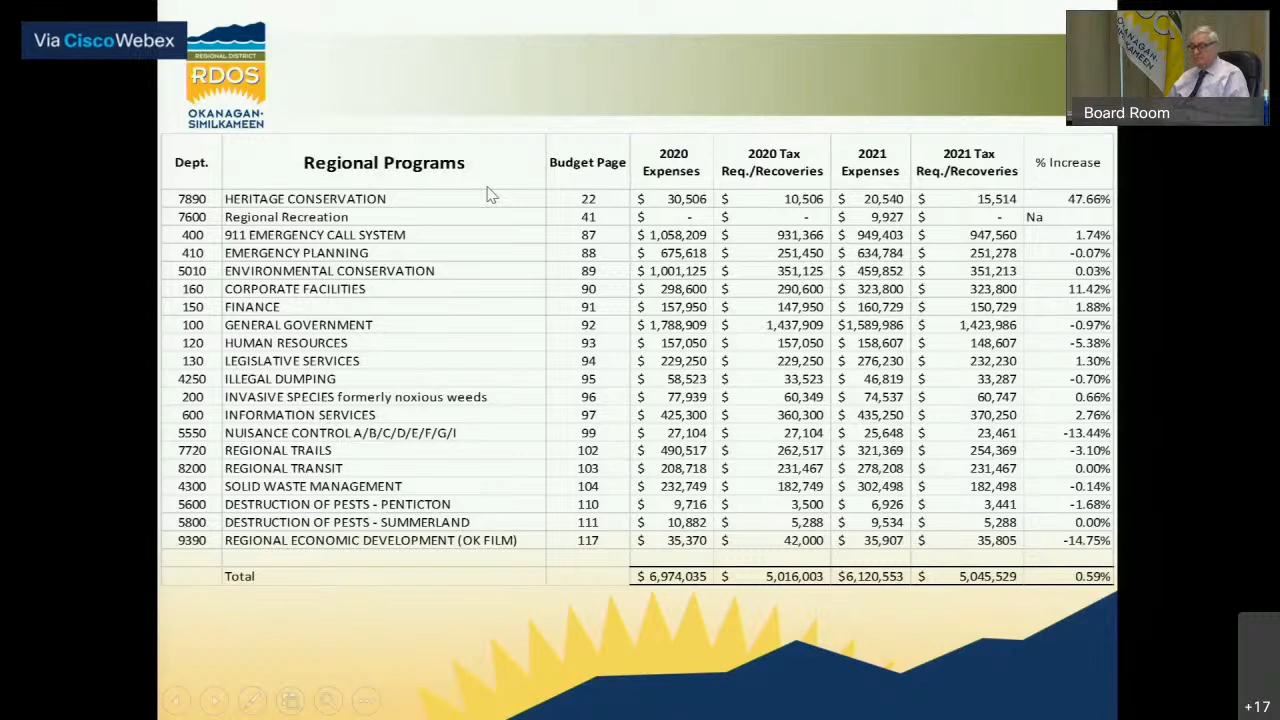 Via Cisco Webex
REGIONAL DISTRICT
RDOS
OKANAGAN-
SIMILKAMEEN
OKANAGAN-
SIMILKAMEEN
Board Room
Dept. Regional Programs Budget Page 2020 Expenses 2020 Tax Req./Recoveries 2021 Expenses 2021 Tax Req./Recoveries % Increase
7890 HERITAGE CONSERVATION 22 $ 30,506 $ 10,506 $ 20,540 $ 15,514 47.66%
7600 Regional Recreation 41 $ - $ - $ 9,927 $ - Na
400 911 EMERGENCY CALL SYSTEM 87 $ 1,058,209 $ 931,366 $ 949,403 $ 947,560 1.74%
410 EMERGENCY PLANNING 88 $ 675,618 $ 251,450 $ 634,784 $ 251,278 -0.07%
5010 ENVIRONMENTAL CONSERVATION 89 $ 1,001,125 $ 351,125 $ 459,852 $ 351,213 0.03%
160 CORPORATE FACILITIES 90 $ 298,600 $ 290,600 $ 323,800 $ 323,800 11.42%
150 FINANCE 91 $ 157,950 $ 147,950 $ 160,729 $ 150,729 1.88%
100 GENERAL GOVERNMENT 92 $ 1,788,909 $ 1,437,909 $1,589,986 $ 1,423,986 -0.97%
120 HUMAN RESOURCES 93 $ 157,050 $ 157,050 $ 158,607 $ 148,607 -5.38%
130 LEGISLATIVE SERVICES 94 $ 229,250 $ 229,250 $ 276,230 $ 232,230 1.30%
4250 ILLEGAL DUMPING 95 $ 58,523 $ 33,523 $ 46,819 $ 33,287 -0.70%
200 INVASIVE SPECIES formerly noxious weeds 96 $ 77,939 $ 60,349 $ 74,537 $ 60,747 0.66%
600 INFORMATION SERVICES 97 $ 425,300 $ 360,300 $ 435,250 $ 370,250 2.76%
5550 NUISANCE CONTROL A/B/C/D/E/F/G/I 99 $ 27,104 $ 27,104 $ 25,648 $ 23,461 -13.44%
7720 REGIONAL TRAILS 102 $ 490,517 $ 262,517 $ 321,369 $ 254,369 -3.10%
8200 REGIONAL TRANSIT 103 $ 208,718 $ 231,467 $ 278,208 $ 231,467 0.00%
4300 SOLID WASTE MANAGEMENT 104 $ 232,749 $ 182,749 $ 302,498 $ 182,498 -0.14%
5600 DESTRUCTION OF PESTS - PENTICTON 110 $ 9,716 $ 3,500 $ 6,926 $ 3,441 -1.68%
5800 DESTRUCTION OF PESTS - SUMMERLAND 111 $ 10,882 $ 5,288 $ 9,534 $ 5,288 0.00%
9390 REGIONAL ECONOMIC DEVELOPMENT (OK FILM) 117 $ 35,370 $ 42,000 $ 35,907 $ 35,805 -14.75%
Total $ 6,974,035 5,016,003 $6,120,553 5,045,529 0.59%
+17